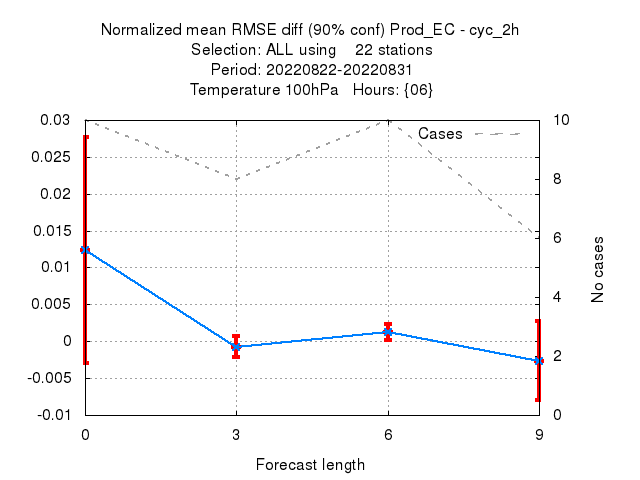 Normalized mean RMSE diff (90% conf) Prod_EC - cyc_2h
Selection: ALL using    22 stations
Period: 20220822-20220831
Temperature 100hPa   Hours: {06}
0.03
0.025
0.02
0.015
0.01
0.005
0
-0.005
-0.01
Cases
10
8
6
4
2
0
No cases
0 3 6 9
Forecast length